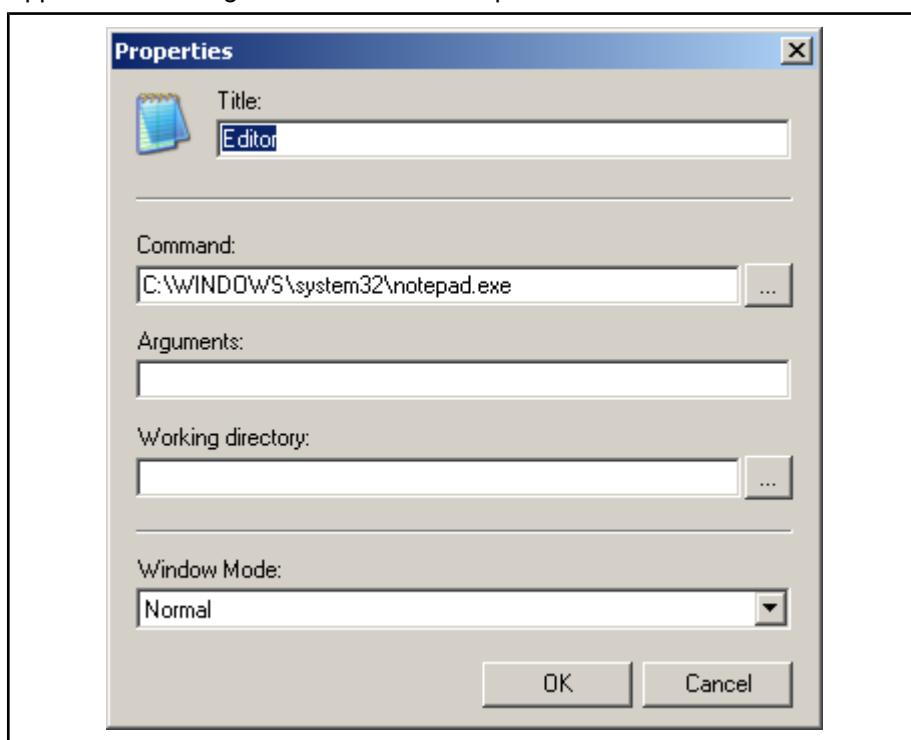 Properties
Title:
Editor
Command:
C:\WINDOWS\system32\notepad.exe
...
Arguments:
Working directory:
...
Window Mode:
Normal
OK
Cancel